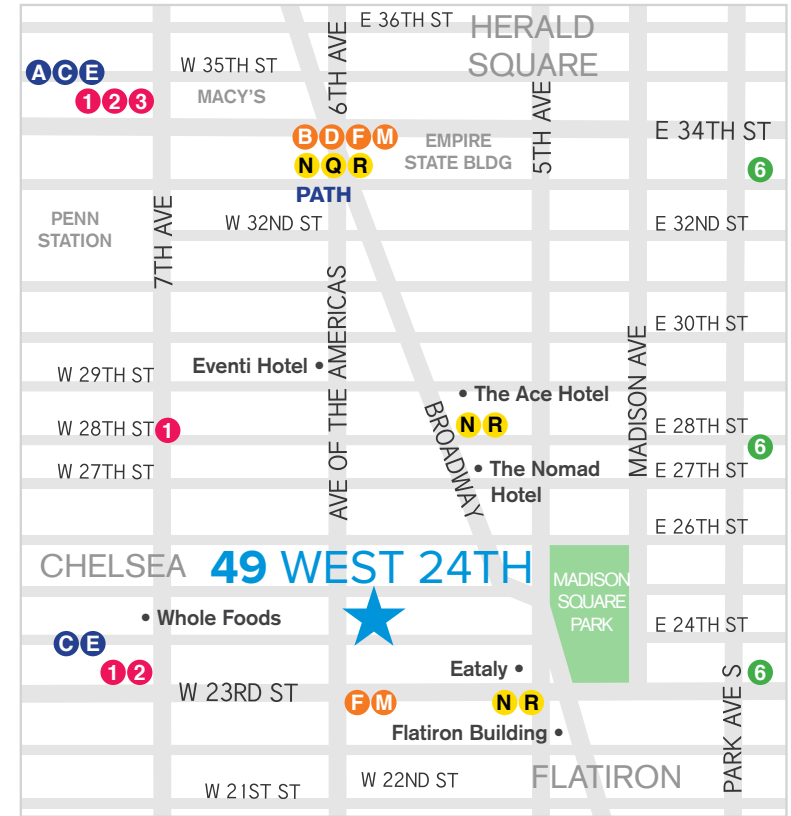 E 36TH ST
HERALD
SQUARE
6TH AVE
A C E
W 35TH ST
1 2 3
MACY'S
5TH AVE
B D F M
EMPIRE
STATE BLDG
E 34TH ST
N Q R
6
PATH
7TH AVE
PENN
STATION
W 32ND ST
E 32ND ST
AVE OF THE AMERICAS
E 30TH ST
MADISON AVE
Eventi Hotel •
W 29TH ST
• The Ace Hotel
BROADWAY
W 28TH ST
1
N R
E 28TH ST
6
W 27TH ST
• The Nomad
Hotel
E 27TH ST
E 26TH ST
CHELSEA
49 WEST 24TH
MADISON
SQUARE
PARK
• Whole Foods
E 24TH ST
C E
1 2
Eataly •
6
W 23RD ST
F M
N R
PARK AVE S
Flatiron Building •
W 22ND ST
FLATIRON
W 21ST ST